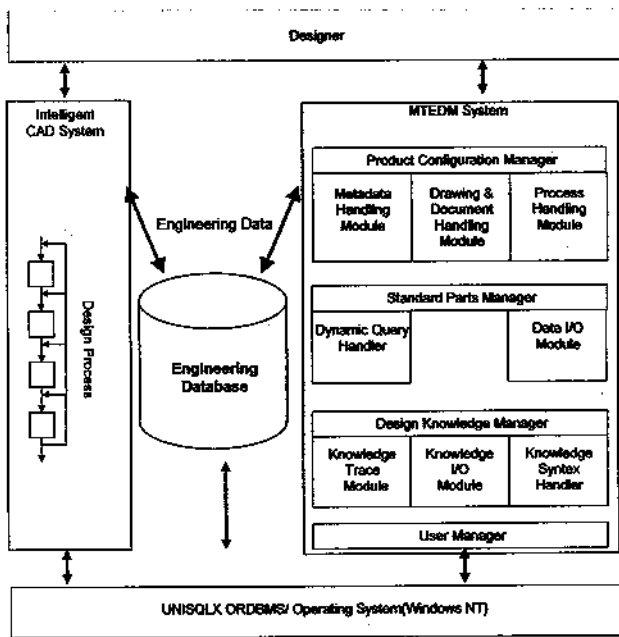 Designer
Intelligent
CAD System
MTEDM System
Product Configuration Manager
Metadata
Handling
Module
Drawing &
Document
Handling
Module
Process
Handling
Module
Engineering Data
Design Process
Engineering
Database
Standard Parts Manager
Dynamic Query
Handler
Data I/O
Module
Design Knowledge Manager
Knowledge
Trace
Module
Knowledge
I/O
Module
Knowledge
Syntex
Handler
User Manager
UNISQLX ORDBMS/ Operating System(Windows NT)